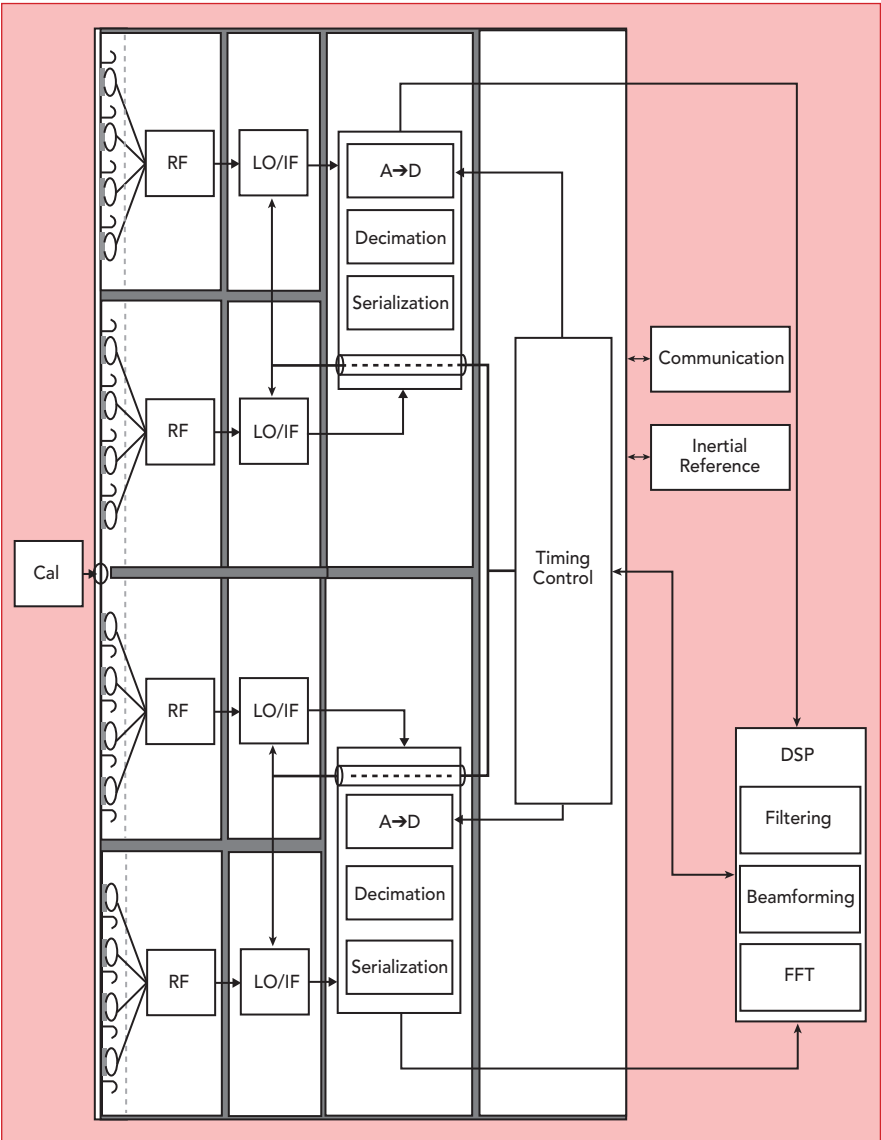 RF
LO/IF
A➔D
Decimation
Serialization
RF
LO/IF
Communication
Inertial
Reference
Cal
Timing
Control
RF
LO/IF
A➔D
Decimation
Serialization
RF
LO/IF
DSP
Filtering
Beamforming
FFT